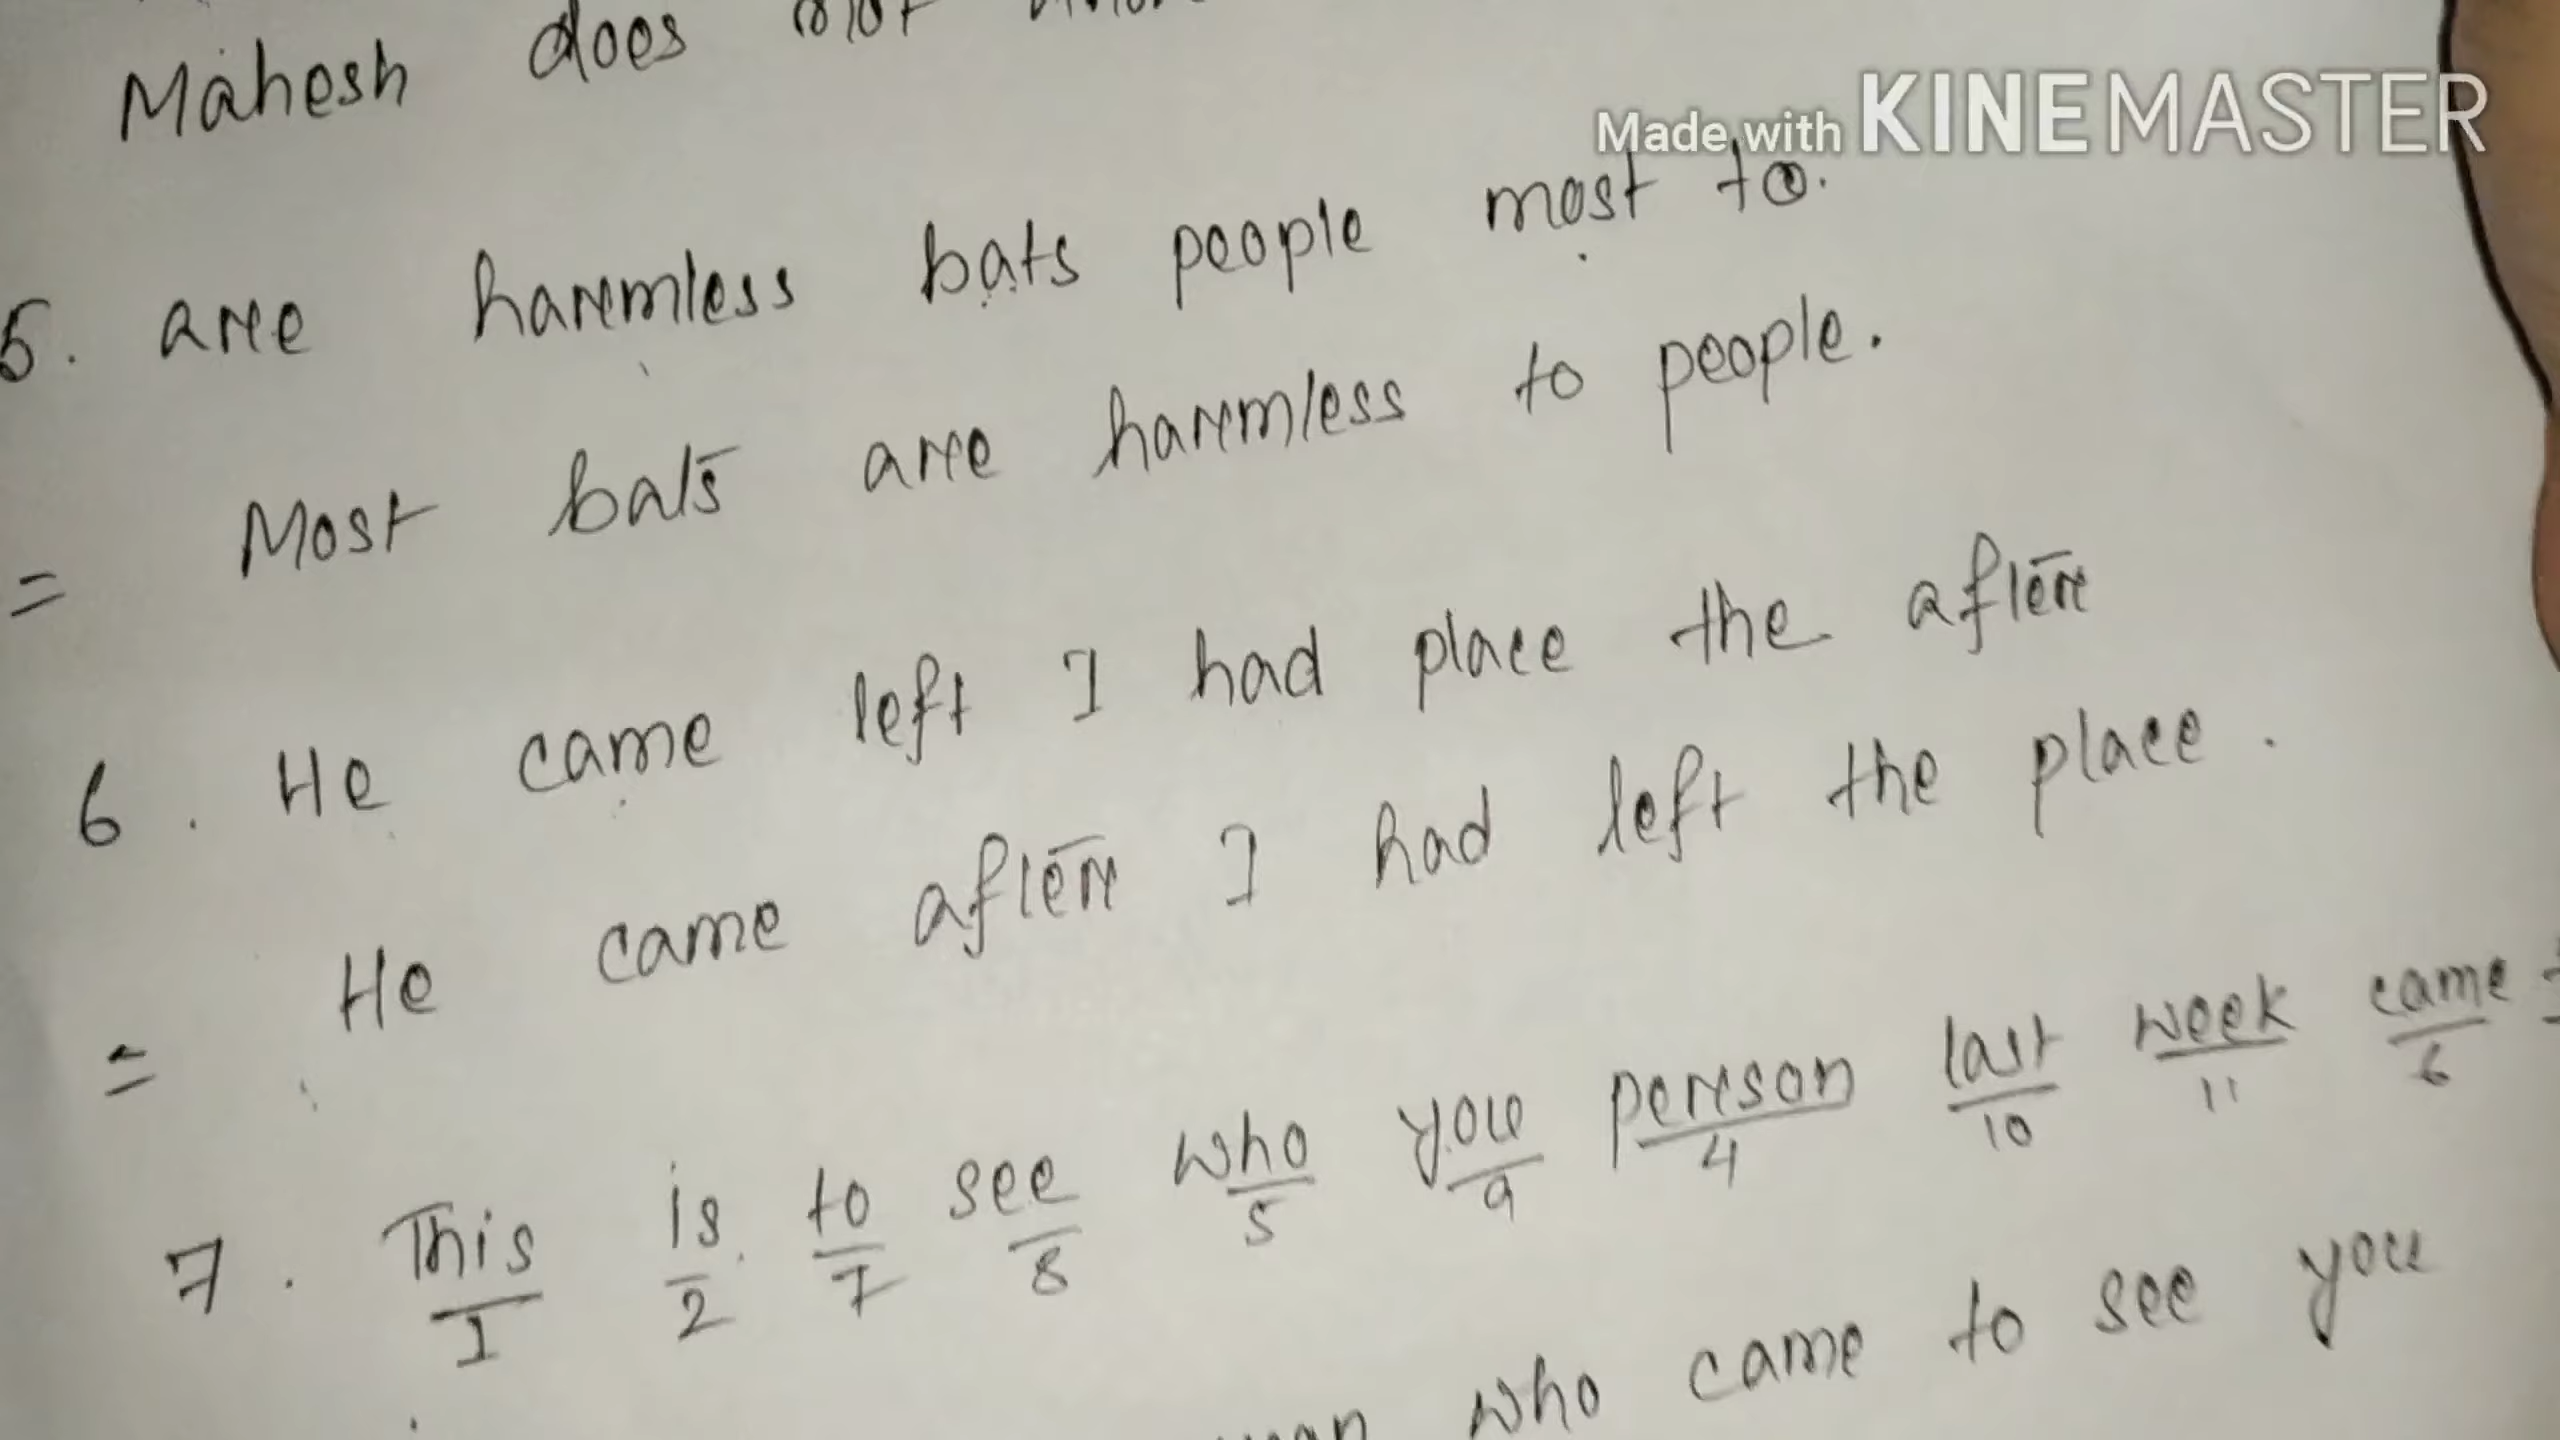 Mahesh does not
Made with KINEMASTER
5. are harmless bats people most to.
= Most bats are harmless to people.
6. He came left I had place the after
= He came after I had left the place.
7. This is to see who you person last week came
1 2 7 8 5 9 4 10 11 6
who came to see you